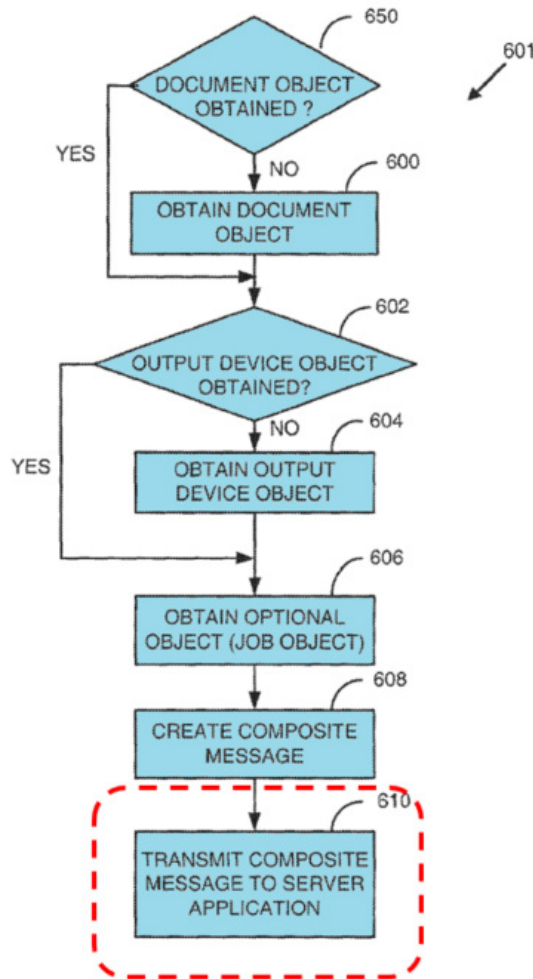 650
601
DOCUMENT OBJECT
OBTAINED ?
YES
NO
600
OBTAIN DOCUMENT
OBJECT
602
OUTPUT DEVICE OBJECT
OBTAINED?
NO
604
YES
OBTAIN OUTPUT
DEVICE OBJECT
606
OBTAIN OPTIONAL
OBJECT (JOB OBJECT)
608
CREATE COMPOSITE
MESSAGE
610
TRANSMIT COMPOSITE
MESSAGE TO SERVER
APPLICATION